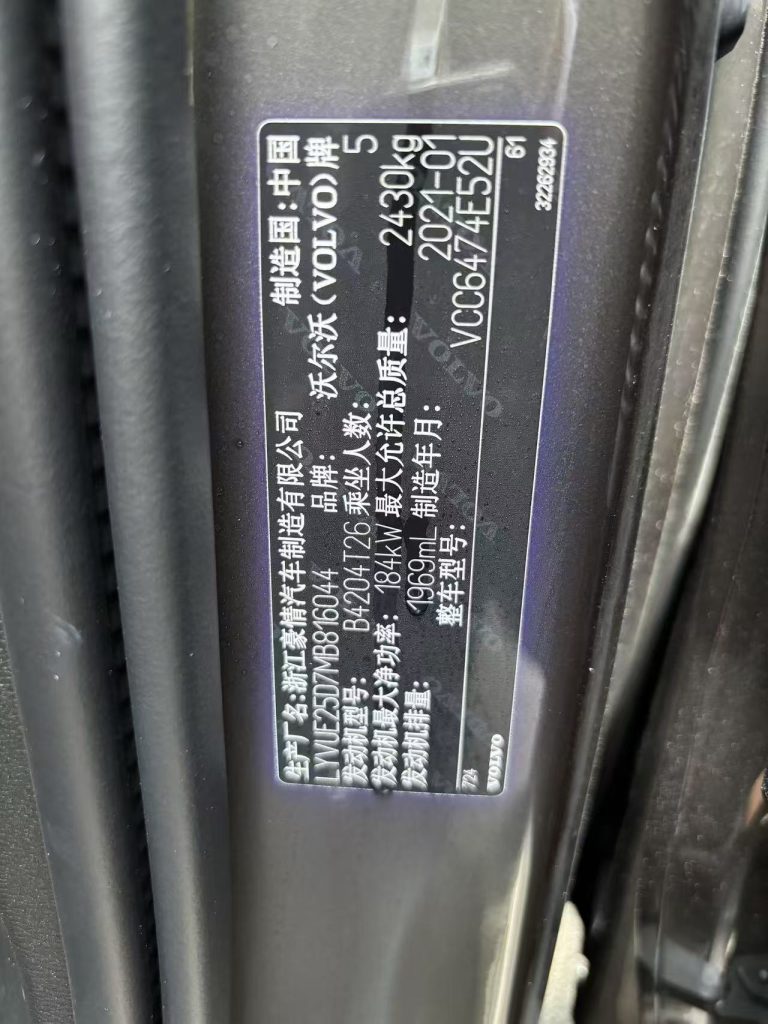 生产厂名:浙江豪情汽车制造有限公司 制造国:中国
LYVUE25D7MB816044 品牌: 沃尔沃(VOLVO)牌
发动机型号: B4204T26 乘坐人数: 5
发动机最大净功率: 184kW 最大允许总质量: 2430kg
发动机排量: 1969mL 制造年月: 2021-01
整车型号: VCC6474E52U
724 61
VOLVO 32262934